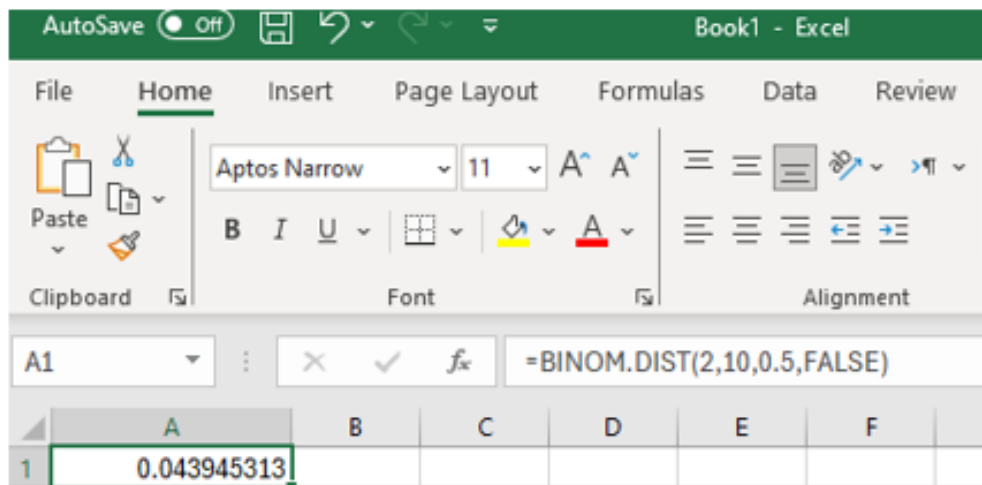 AutoSave Off Book1 - Excel
File Home Insert Page Layout Formulas Data Review
Aptos Narrow 11 A A
Paste
B I U A
Clipboard Font Alignment
A1 fx =BINOM.DIST(2,10,0.5,FALSE)
A B C D E F
1 0.043945313